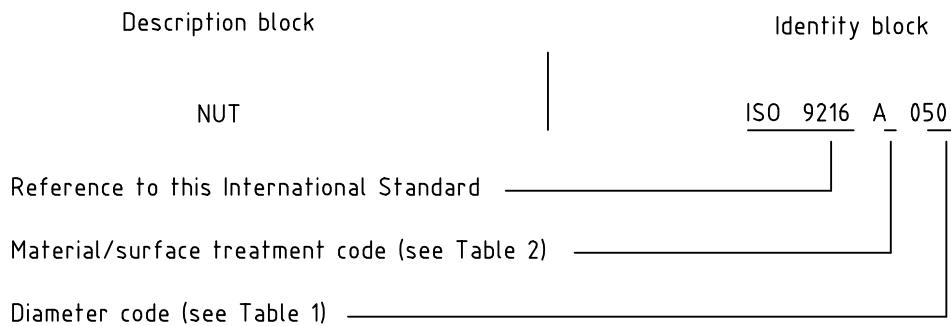 Description block Identity block
NUT ISO 9216 A 050
Reference to this International Standard
Material/surface treatment code (see Table 2)
Diameter code (see Table 1)